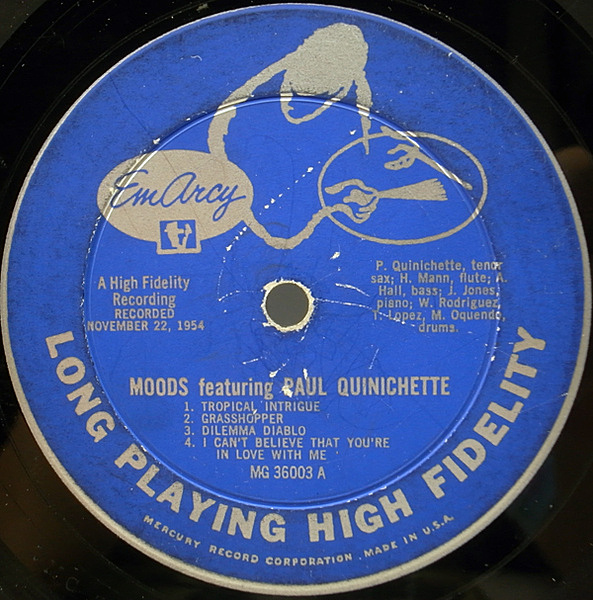 EmArcy
A High Fidelity
Recording
RECORDED
NOVEMBER 22, 1954
P. Quinichette, tenor
sax; H. Mann, flute; A.
Hall, bass; J. Jones,
piano; W. Rodriguez,
T. Lopez, M. Oquendo,
drums.
MOODS featuring PAUL QUINICHETTE
1. TROPICAL INTRIGUE
2. GRASSHOPPER
3. DILEMMA DIABLO
4. I CAN'T BELIEVE THAT YOU'RE
IN LOVE WITH ME
MG 36003 A
LONG PLAYING HIGH FIDELITY
MERCURY RECORD CORPORATION . MADE IN U.S.A.